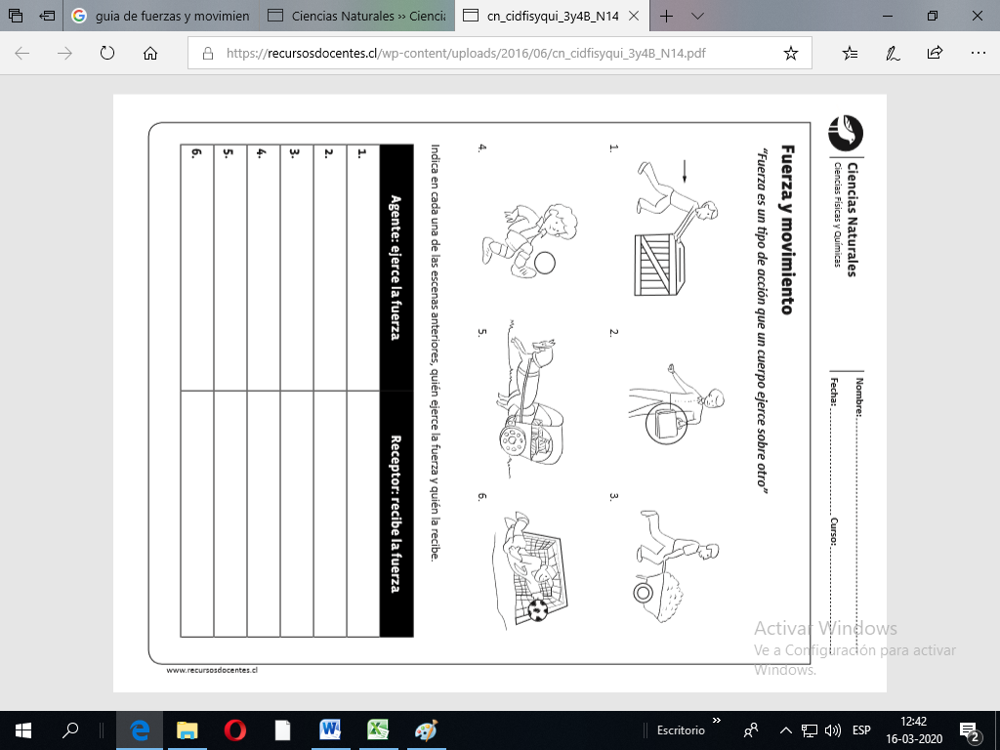 guia de fuerzas y movimien
Ciencias Naturales ›› Ciencia
cn_cidfisyqui_3y4B_N14
https://recursosdocentes.cl/wp-content/uploads/2016/06/cn_cidfisyqui_3y4B_N14.pdf
Ciencias Naturales
Ciencias Físicas y Químicas
Nombre:
Fecha: Curso:
Fuerza y movimiento
“Fuerza es un tipo de acción que un cuerpo ejerce sobre otro”
1. 2. 3.
4. 5. 6.
Indica en cada una de las escenas anteriores, quién ejerce la fuerza y quién la recibe.
Agente: ejerce la fuerza Receptor: recibe la fuerza
1.
2.
3.
4.
5.
6.
www.recursosdocentes.cl
Activar Windows
Ve a Configuración para activar
Windows.
Escritorio
ESP
12:42
16-03-2020
2